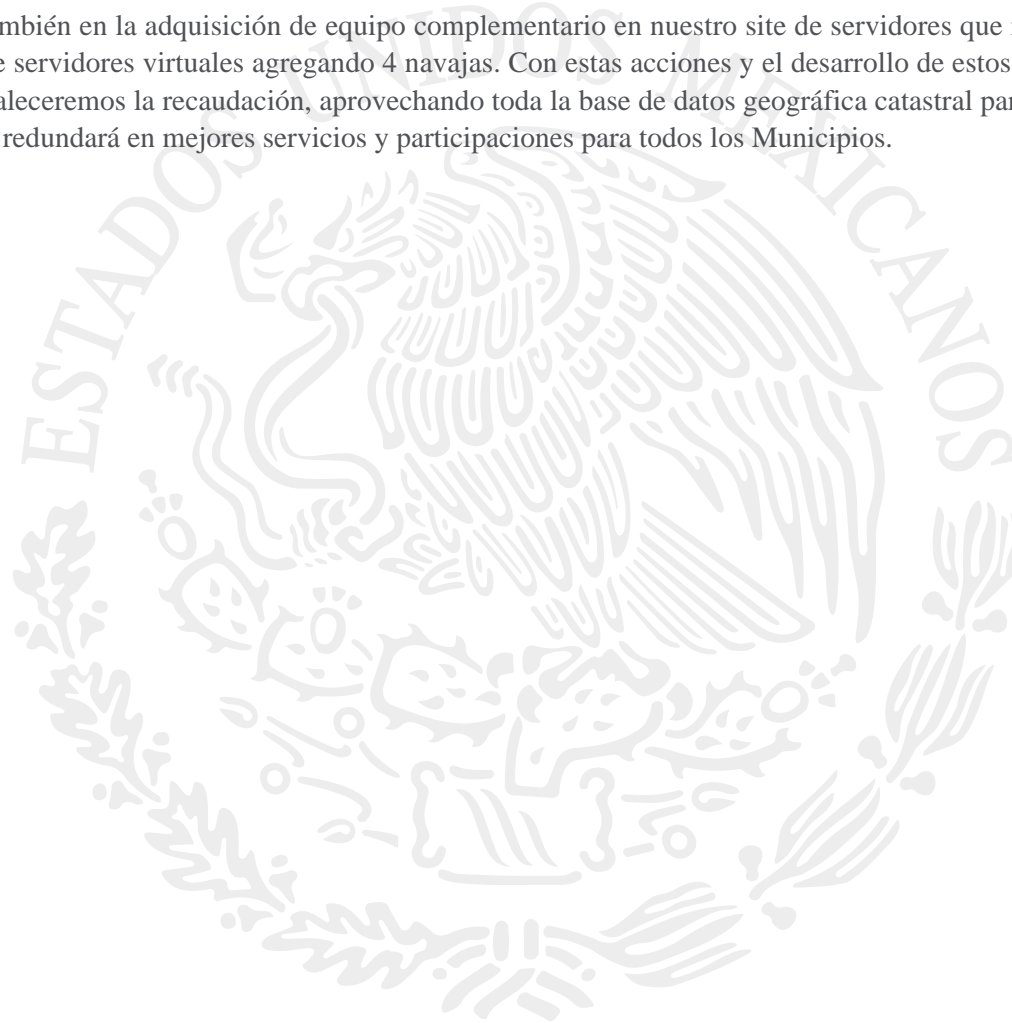 mbién en la adquisición de equipo complementario en nuestro site de servidores que
e servidores virtuales agregando 4 navajas. Con estas acciones y el desarrollo de estos
aleceremos la recaudación, aprovechando toda la base de datos geográfica catastral par
redundará en mejores servicios y participaciones para todos los Municipios.
ESTADOS UNIDOS MEXICANOS